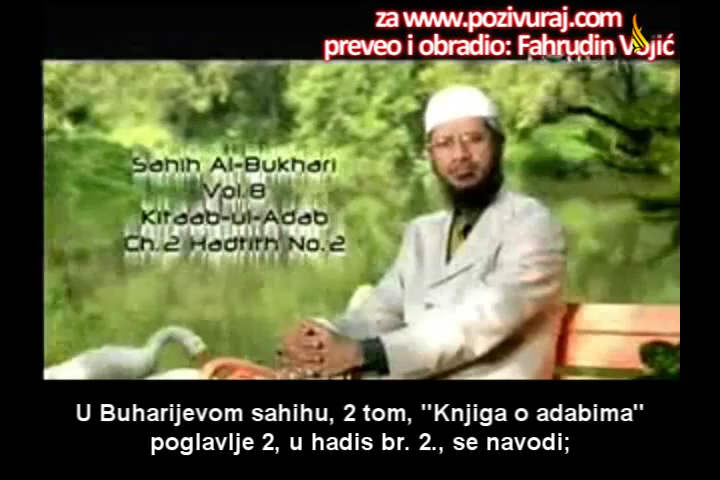 za www.pozivuraj.com
preveo i obradio: Fahrudin Vojić
Sahih Al-Bukhari
Vol.8
Kitaab-ul-Adab
Ch.2 Hadtith No.2
U Buharijevom sahihu, 2 tom, "Knjiga o adabima"
poglavlje 2, u hadis br. 2., se navodi;